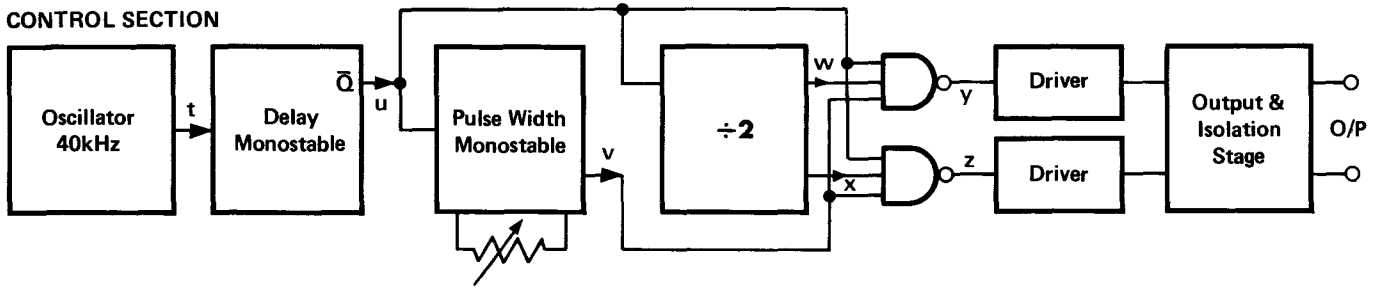 CONTROL SECTION
Oscillator
40kHz
t
Delay
Monostable
Q̅
u
Pulse Width
Monostable
v
÷2
w
x
y
z
Driver
Driver
Output &
Isolation
Stage
O/P